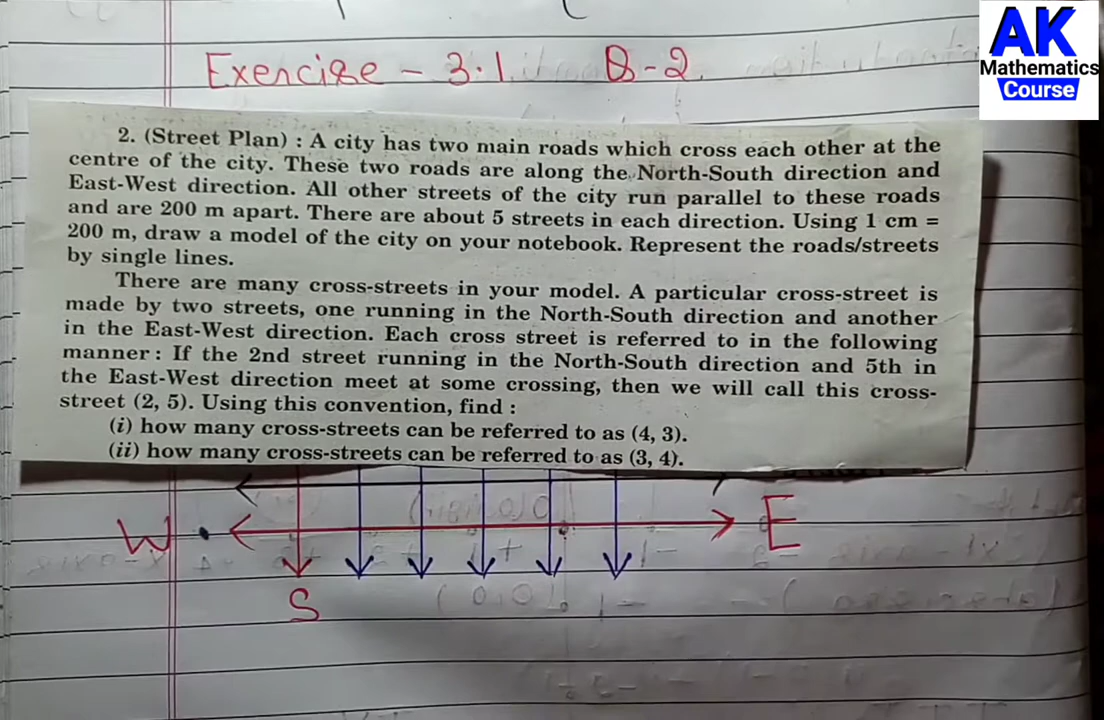 AK
Mathematics
Course
Exercise - 3.1. Q-2.
2. (Street Plan) : A city has two main roads which cross each other at the
centre of the city. These two roads are along the North-South direction and
East-West direction. All other streets of the city run parallel to these roads
and are 200 m apart. There are about 5 streets in each direction. Using 1 cm =
200 m, draw a model of the city on your notebook. Represent the roads/streets
by single lines.
There are many cross-streets in your model. A particular cross-street is
made by two streets, one running in the North-South direction and another
in the East-West direction. Each cross street is referred to in the following
manner : If the 2nd street running in the North-South direction and 5th in
the East-West direction meet at some crossing, then we will call this cross-
street (2, 5). Using this convention, find :
(i) how many cross-streets can be referred to as (4, 3).
(ii) how many cross-streets can be referred to as (3, 4).
W E
S